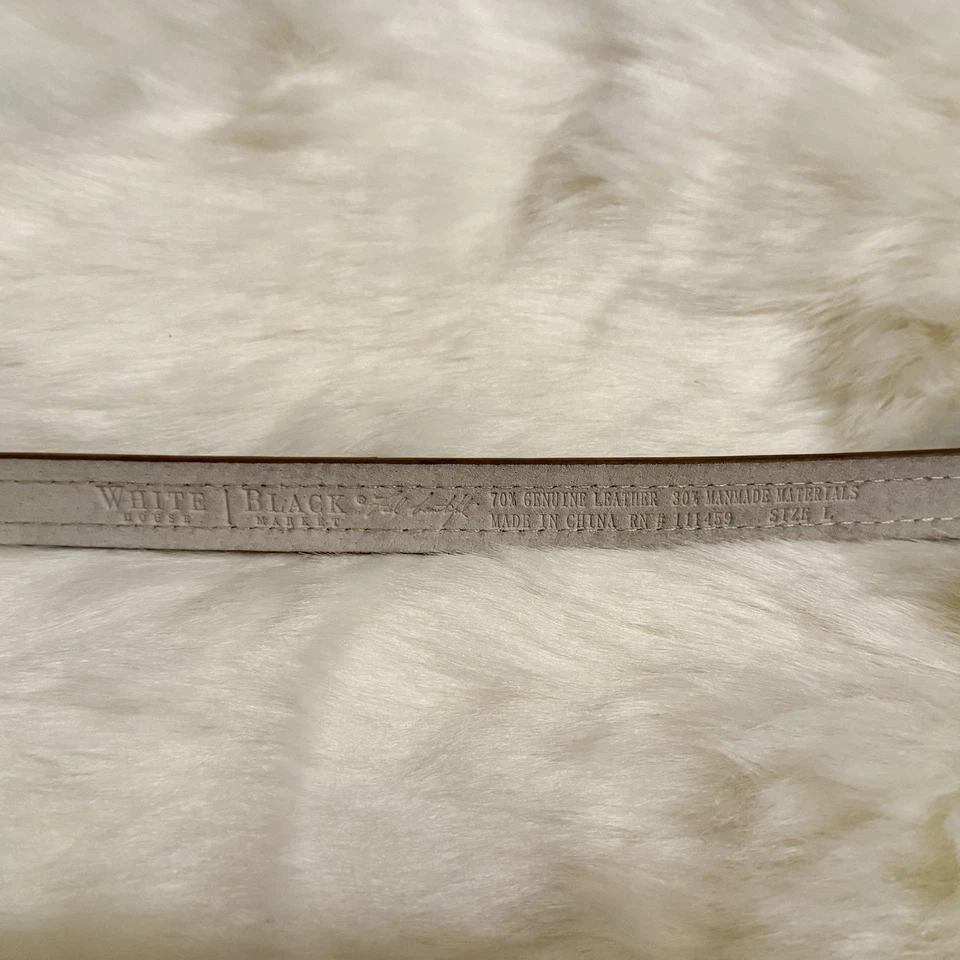 WHITE | BLACK
HOUSE MARKET
70% GENUINE LEATHER 30% MANMADE MATERIALS
MADE IN CHINA RN # 111459 SIZE L